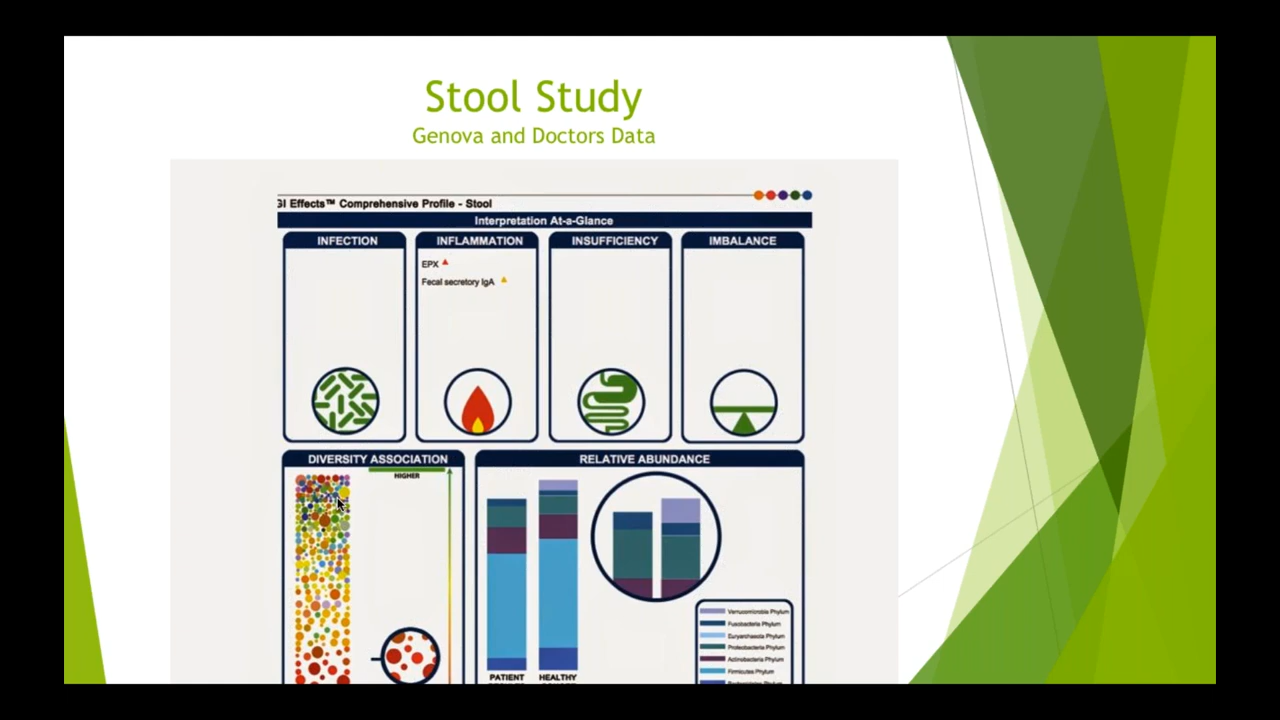 Stool Study
Genova and Doctors Data
GI Effects™ Comprehensive Profile - Stool
Interpretation At-a-Glance
INFECTION
INFLAMMATION
INSUFFICIENCY
IMBALANCE
EPX
Fecal secretory IgA
DIVERSITY ASSOCIATION
RELATIVE ABUNDANCE
HIGHER
Verrucomicrobia Phylum
Fusobacteria Phylum
Euryarchaeota Phylum
Proteobacteria Phylum
Actinobacteria Phylum
Firmicutes Phylum
PATIENT
HEALTHY